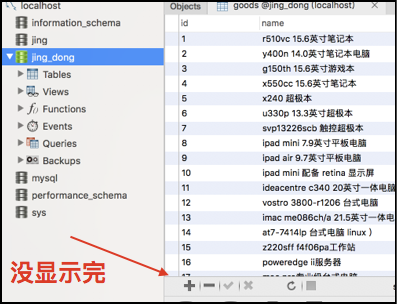 localhost
information_schema
jing
jing_dong
Tables
Views
Functions
Events
Queries
Backups
mysql
performance_schema
sys
没显示完
Objects
goods @jing_dong (localhost)
id name
1 r510vc 15.6英寸笔记本
2 y400n 14.0英寸笔记本电脑
3 g150th 15.6英寸游戏本
4 x550cc 15.6英寸笔记本
5 x240 超极本
6 u330p 13.3英寸超极本
7 svp13226scb 触控超极本
8 ipad mini 7.9英寸平板电脑
9 ipad air 9.7英寸平板电脑
10 ipad mini 配备 retina 显示屏
11 ideacentre c340 20英寸一体电脑
12 vostro 3800-r1206 台式电脑
13 imac me086ch/a 21.5英寸一体电
14 at7-7414lp 台式电脑 linux ）
15 z220sff f4f06pa工作站
16 poweredge ii服务器